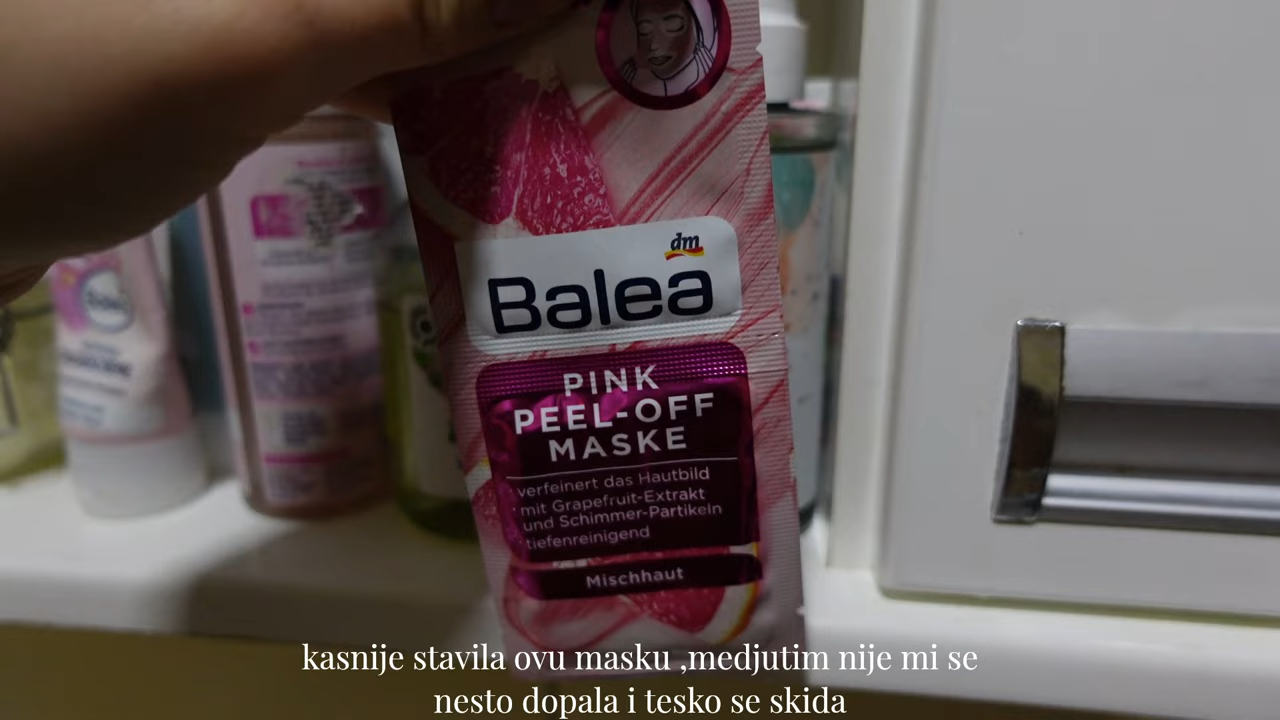 dm
Balea
PINK
PEEL-OFF
MASKE
verfeinert das Hautbild
mit Grapefruit-Extrakt
und Schimmer-Partikeln
tiefenreinigend
Mischhaut
kasnije stavila ovu masku ,medjutim nije mi se
nesto dopala i tesko se skida